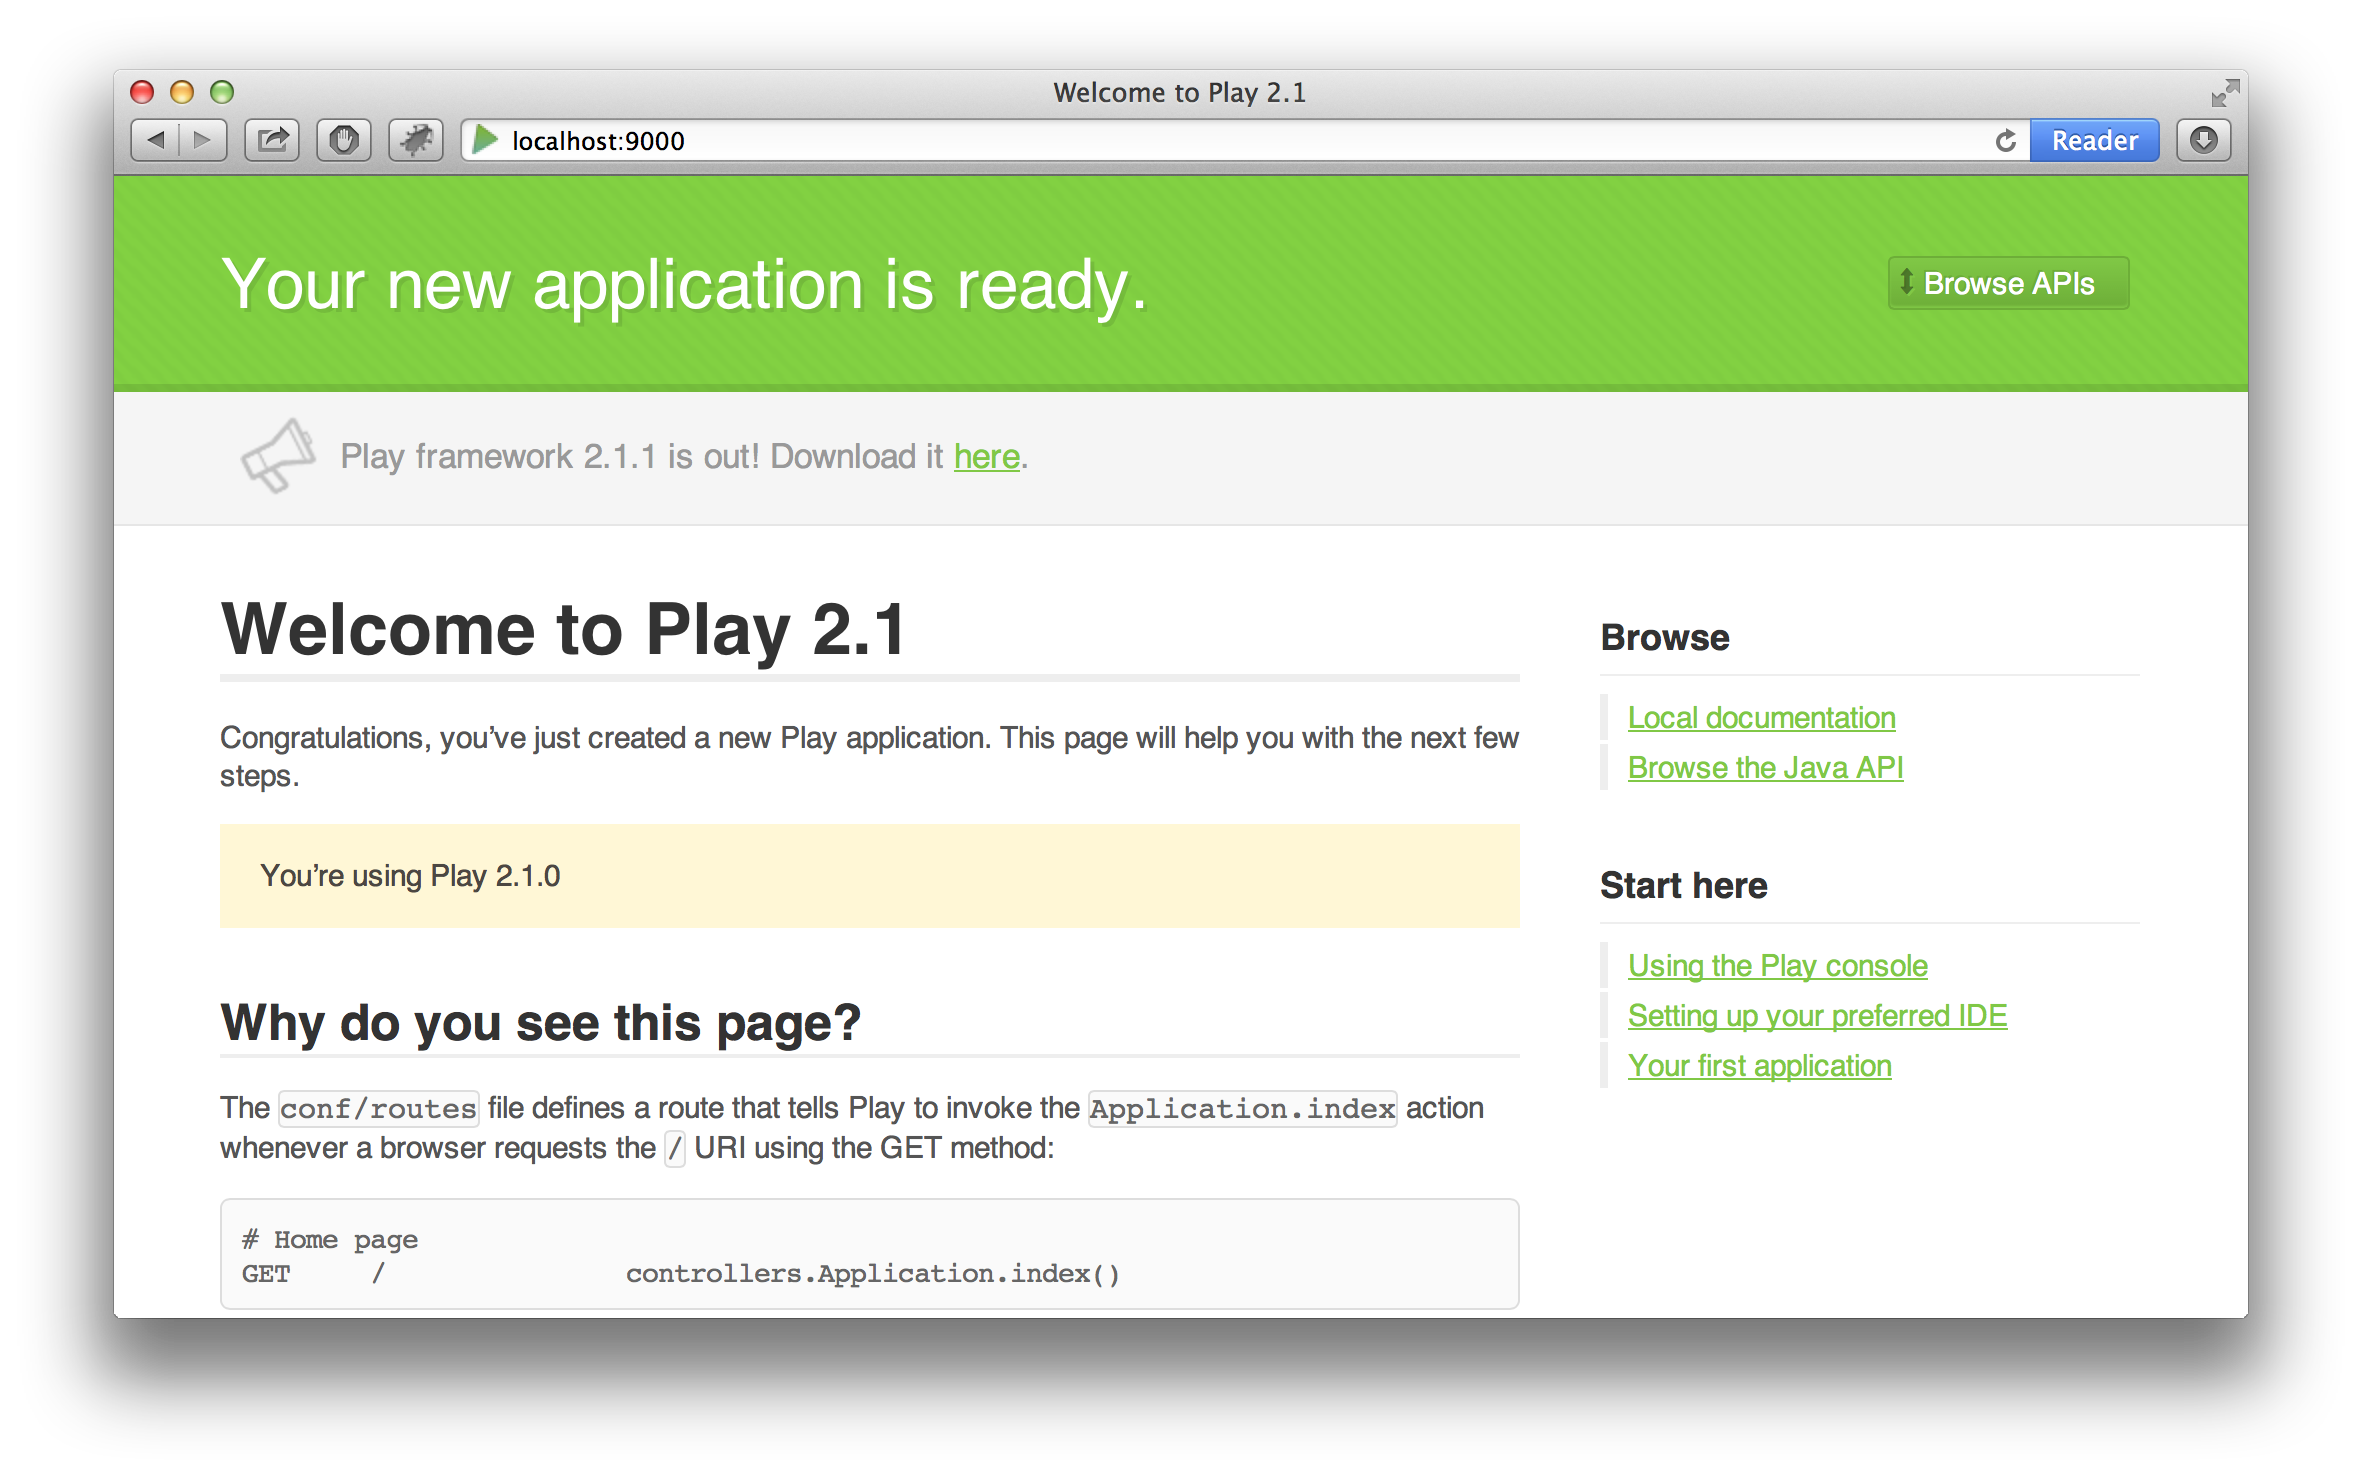 Welcome to Play 2.1
localhost:9000
Reader
Your new application is ready.
Browse APIs
Play framework 2.1.1 is out! Download it here.
Welcome to Play 2.1
Congratulations, you’ve just created a new Play application. This page will help you with the next few
steps.
You’re using Play 2.1.0
Why do you see this page?
The conf/routes file defines a route that tells Play to invoke the Application.index action
whenever a browser requests the / URI using the GET method:
# Home page
GET     /               controllers.Application.index()
Browse
Local documentation
Browse the Java API
Start here
Using the Play console
Setting up your preferred IDE
Your first application